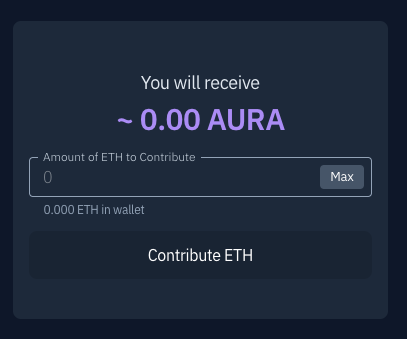 You will receive
~ 0.00 AURA
Amount of ETH to Contribute
0
Max
0.000 ETH in wallet
Contribute ETH